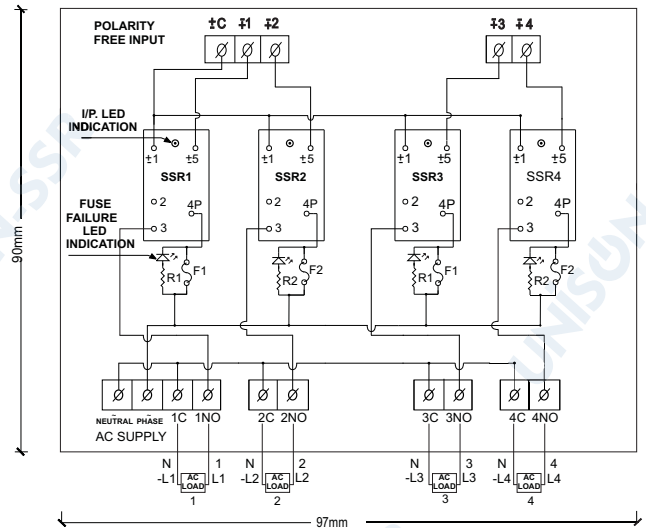 POLARITY
FREE INPUT
±C ∓1 ∓2
∓3 ∓4
I/P. LED
INDICATION
±1 ±5
SSR1
2
4P
3
±1 ±5
SSR2
2
4P
3
±1 ±5
SSR3
2
4P
3
±1 ±5
SSR4
2
4P
3
FUSE
FAILURE
LED
INDICATION
R1 F1
R2 F2
R1 F1
R2 F2
90mm
NEUTRAL PHASE 1C 1NO
AC SUPPLY
2C 2NO
3C 3NO
4C 4NO
N 1
-L1 AC LOAD L1
1
N 2
-L2 AC LOAD L2
2
N 3
-L3 AC LOAD L3
3
N 4
-L4 AC LOAD L4
4
97mm
UN-SSR
UNISON